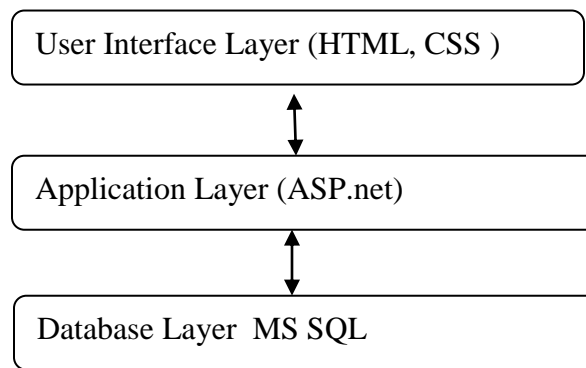 User Interface Layer (HTML, CSS )
Application Layer (ASP.net)
Database Layer  MS SQL